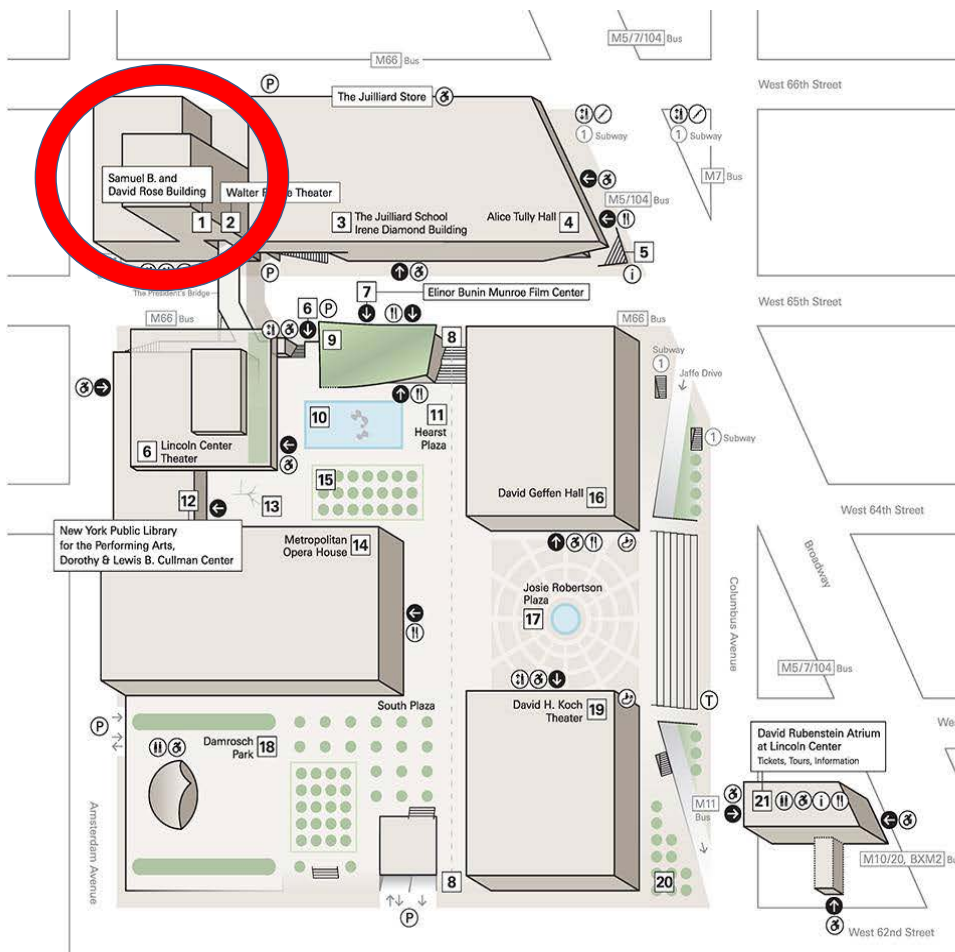 M5/7/104 Bus
M66 Bus
West 66th Street
P
The Juilliard Store
1 Subway
1 Subway
M7 Bus
Samuel B. and
David Rose Building
Walter Theater
1
2
3
The Juilliard School
Irene Diamond Building
Alice Tully Hall
4
M5/104 Bus
5
i
P
The President's Bridge
7
Elinor Bunin Munroe Film Center
West 65th Street
M66 Bus
6
P
9
8
M66 Bus
Subway
1
Jaffe Drive
10
11
Hearst
Plaza
1 Subway
6
Lincoln Center
Theater
15
12
13
David Geffen Hall
16
West 64th Street
New York Public Library
for the Performing Arts,
Dorothy & Lewis B. Cullman Center
Metropolitan
Opera House
14
Broadway
Josie Robertson
Plaza
17
Columbus Avenue
M5/7/104 Bus
South Plaza
David H. Koch
Theater
19
T
P
Damrosch
Park
18
David Rubenstein Atrium
at Lincoln Center
Tickets, Tours, Information
21
i
M11
Bus
Amsterdam Avenue
M10/20, BXM2
8
20
P
West 62nd Street